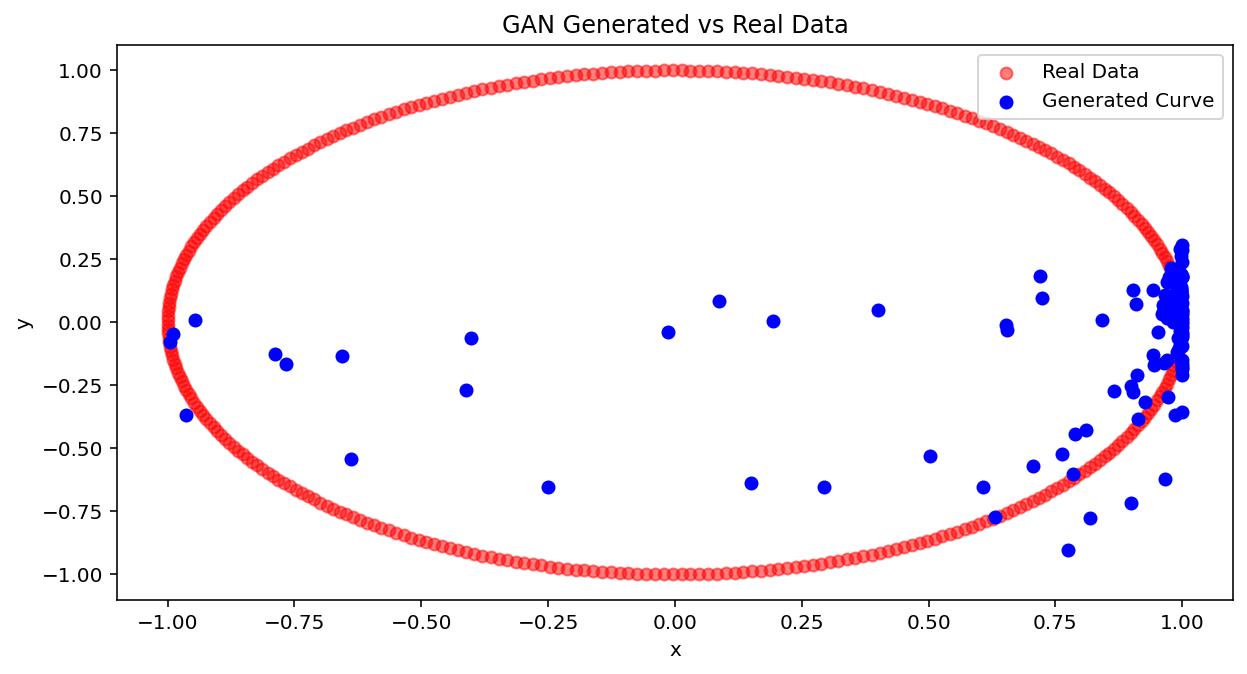 GAN Generated vs Real Data
Real Data
Generated Curve
1.00
0.75
0.50
0.25
0.00
−0.25
−0.50
−0.75
−1.00
y
−1.00 −0.75 −0.50 −0.25 0.00 0.25 0.50 0.75 1.00
x